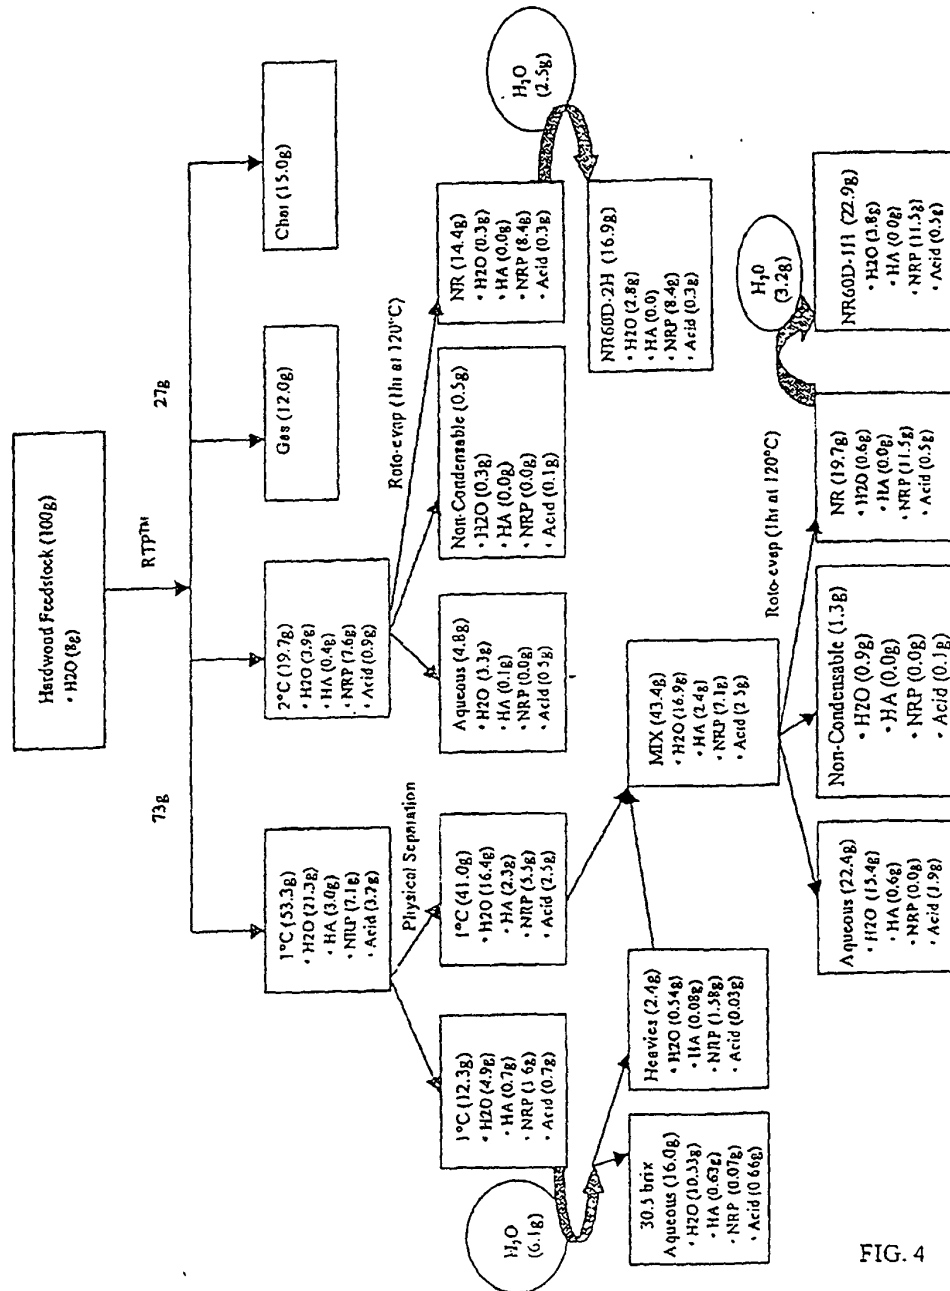 Hardwood Feedstock (100g)
• H2O (8g)
RTP™
73g
27g
1°C (53.3g)
• H2O (21.3g)
• HA (3.0g)
• NRP (7.1g)
• Acid (3.2g)
2°C (19.7g)
• H2O (3.9g)
• HA (0.4g)
• NRP (7.6g)
• Acid (0.9g)
Gas (12.0g)
Char (15.0g)
Physical Separation
Roto-evap (1hr at 120°C)
1°C (12.3g)
• H2O (4.9g)
• HA (0.7g)
• NRP (1.6g)
• Acid (0.7g)
1°C (41.0g)
• H2O (16.4g)
• HA (2.3g)
• NRP (5.5g)
• Acid (2.5g)
Aqueous (4.8g)
• H2O (3.3g)
• HA (0.1g)
• NRP (0.0g)
• Acid (0.5g)
Non-Condensable (0.5g)
• H2O (0.3g)
• HA (0.0g)
• NRP (0.0g)
• Acid (0.1g)
NR (14.4g)
• H2O (0.3g)
• HA (0.0g)
• NRP (8.4g)
• Acid (0.3g)
H2O
(6.1g)
H2O
(2.5g)
NR60D-2H (16.9g)
• H2O (2.8g)
• HA (0.0)
• NRP (8.4g)
• Acid (0.3g)
30.5 brix
Aqueous (16.0g)
• H2O (10.53g)
• HA (0.63g)
• NRP (0.07g)
• Acid (0.66g)
Heavies (2.4g)
• H2O (0.54g)
• HA (0.08g)
• NRP (1.58g)
• Acid (0.03g)
MIX (43.4g)
• H2O (16.9g)
• HA (2.4g)
• NRP (7.1g)
• Acid (2.5g)
Roto-evap (1hr at 120°C)
H2O
(3.2g)
Aqueous (22.4g)
• H2O (15.4g)
• HA (0.6g)
• NRP (0.0g)
• Acid (1.9g)
Non-Condensable (1.3g)
• H2O (0.9g)
• HA (0.0g)
• NRP (0.0g)
• Acid (0.1g)
NR (19.7g)
• H2O (0.6g)
• HA (0.0g)
• NRP (11.5g)
• Acid (0.5g)
NR60D-1H (22.9g)
• H2O (3.8g)
• HA (0.0g)
• NRP (11.5g)
• Acid (0.5g)
FIG. 4